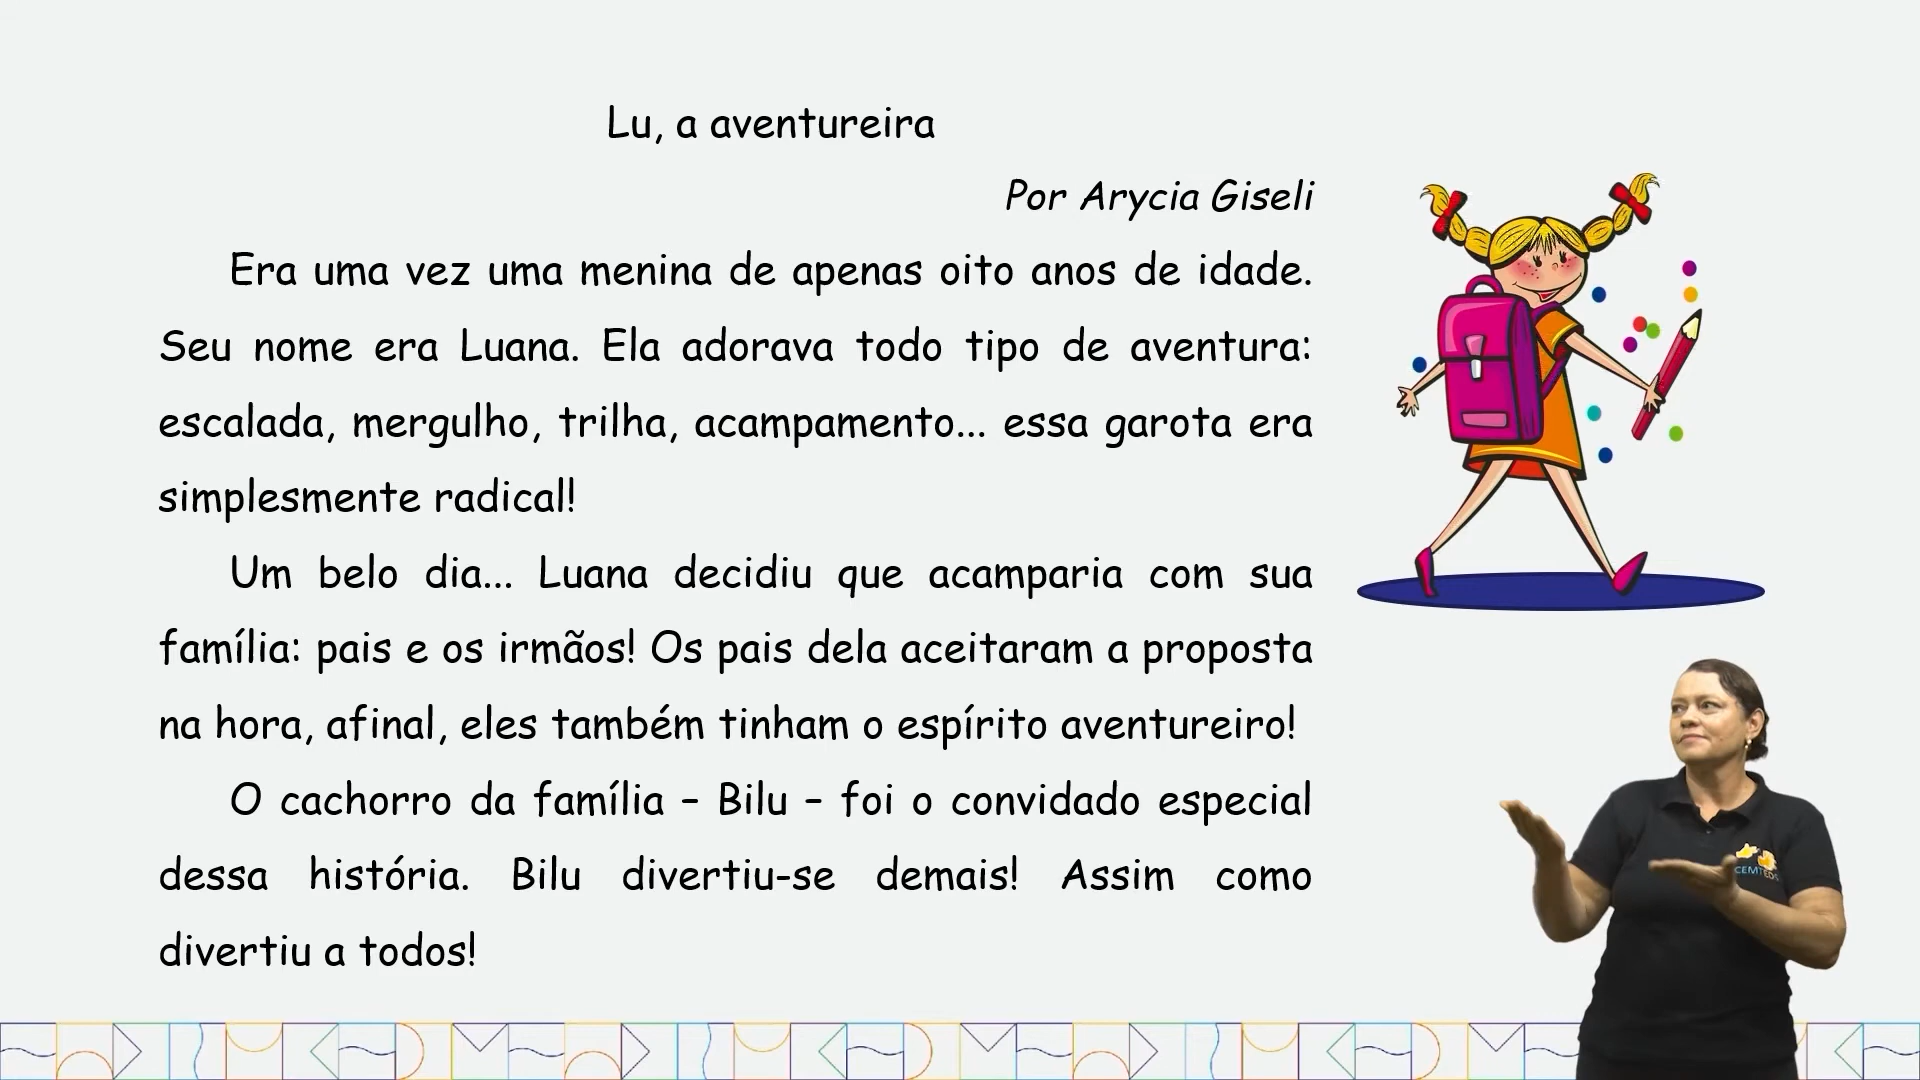 Lu, a aventureira
Por Arycia Giseli
Era uma vez uma menina de apenas oito anos de idade.
Seu nome era Luana. Ela adorava todo tipo de aventura:
escalada, mergulho, trilha, acampamento... essa garota era
simplesmente radical!
Um belo dia... Luana decidiu que acamparia com sua
família: pais e os irmãos! Os pais dela aceitaram a proposta
na hora, afinal, eles também tinham o espírito aventureiro!
O cachorro da família – Bilu – foi o convidado especial
dessa história. Bilu divertiu-se demais! Assim como
divertiu a todos!